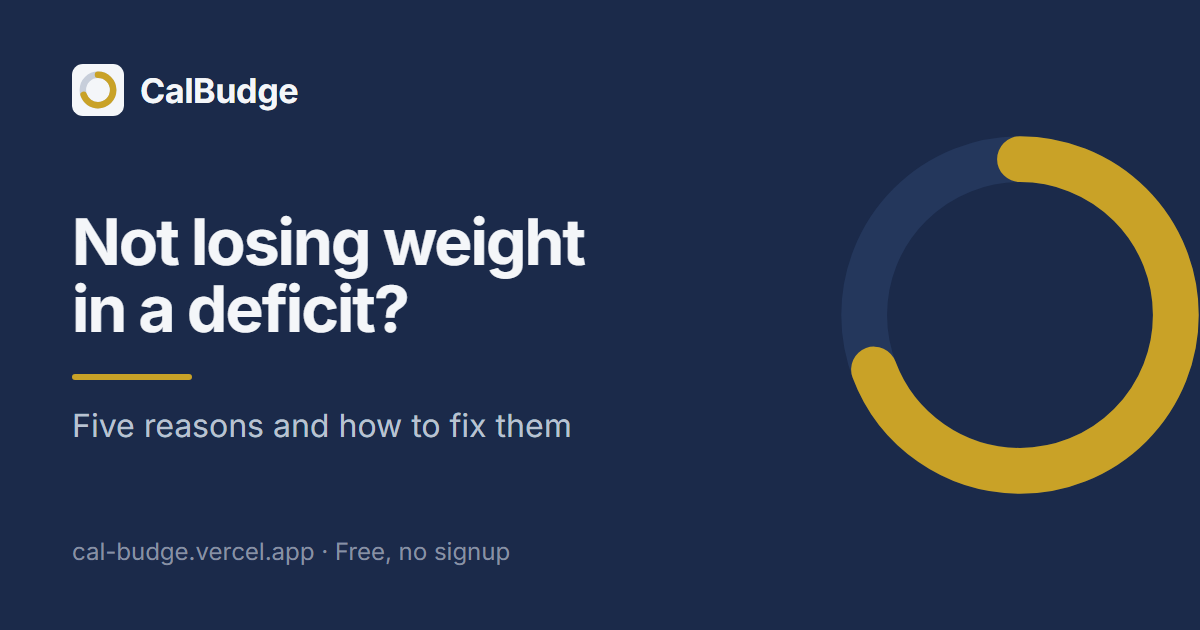 CalBudge
Not losing weight
in a deficit?
Five reasons and how to fix them
cal-budge.vercel.app · Free, no signup